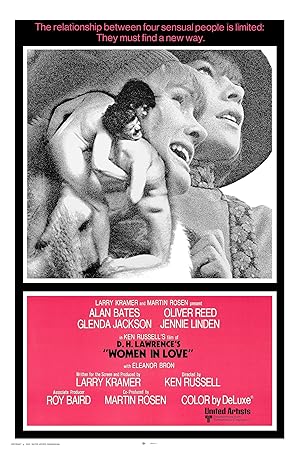 The relationship between four sensual people is limited:
They must find a new way.
LARRY KRAMER and MARTIN ROSEN present
ALAN BATES OLIVER REED
GLENDA JACKSON JENNIE LINDEN
in KEN RUSSELL'S film of
D. H. LAWRENCE'S
"WOMEN IN LOVE"
with ELEANOR BRON
Written for the Screen and Produced by Directed by
LARRY KRAMER KEN RUSSELL
Associate Producer Co-Produced by
ROY BAIRD MARTIN ROSEN COLOR by DeLuxe®
United Artists